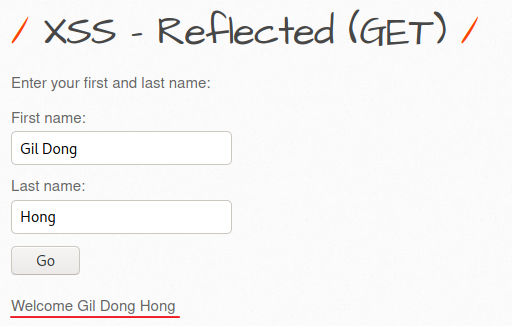 / XSS - Reflected (GET) /
Enter your first and last name:
First name:
Gil Dong
Last name:
Hong
Go
Welcome Gil Dong Hong